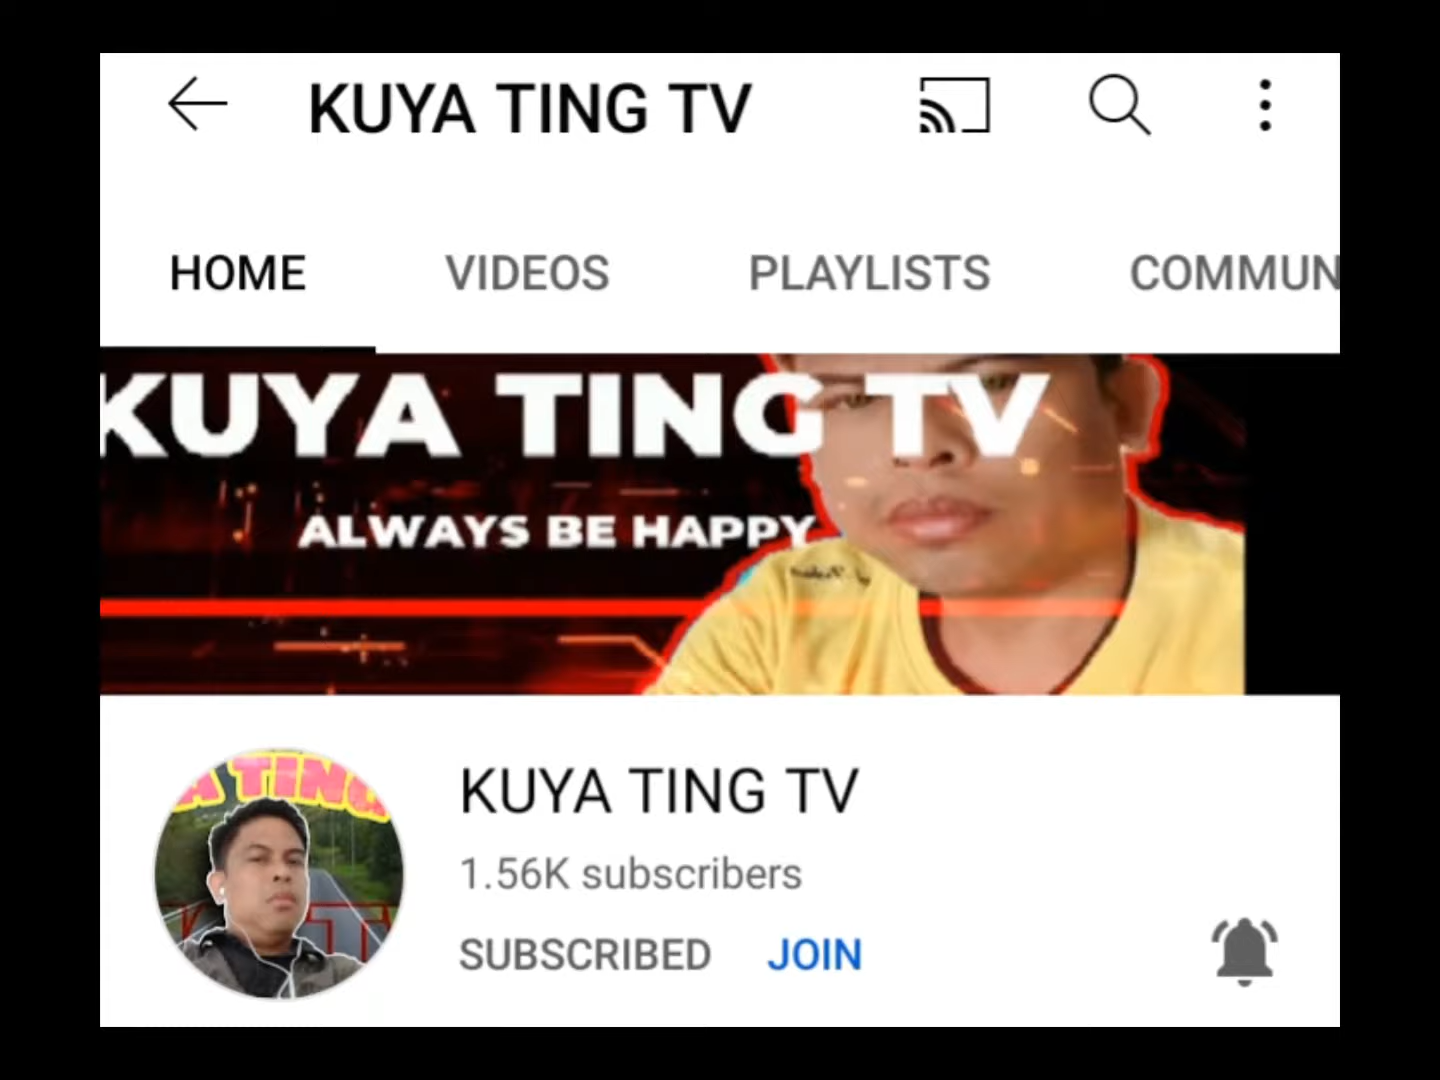 KUYA TING TV
HOME VIDEOS PLAYLISTS COMMUN
KUYA TING TV
ALWAYS BE HAPPY
A TING
KUYA TING TV
1.56K subscribers
SUBSCRIBED JOIN